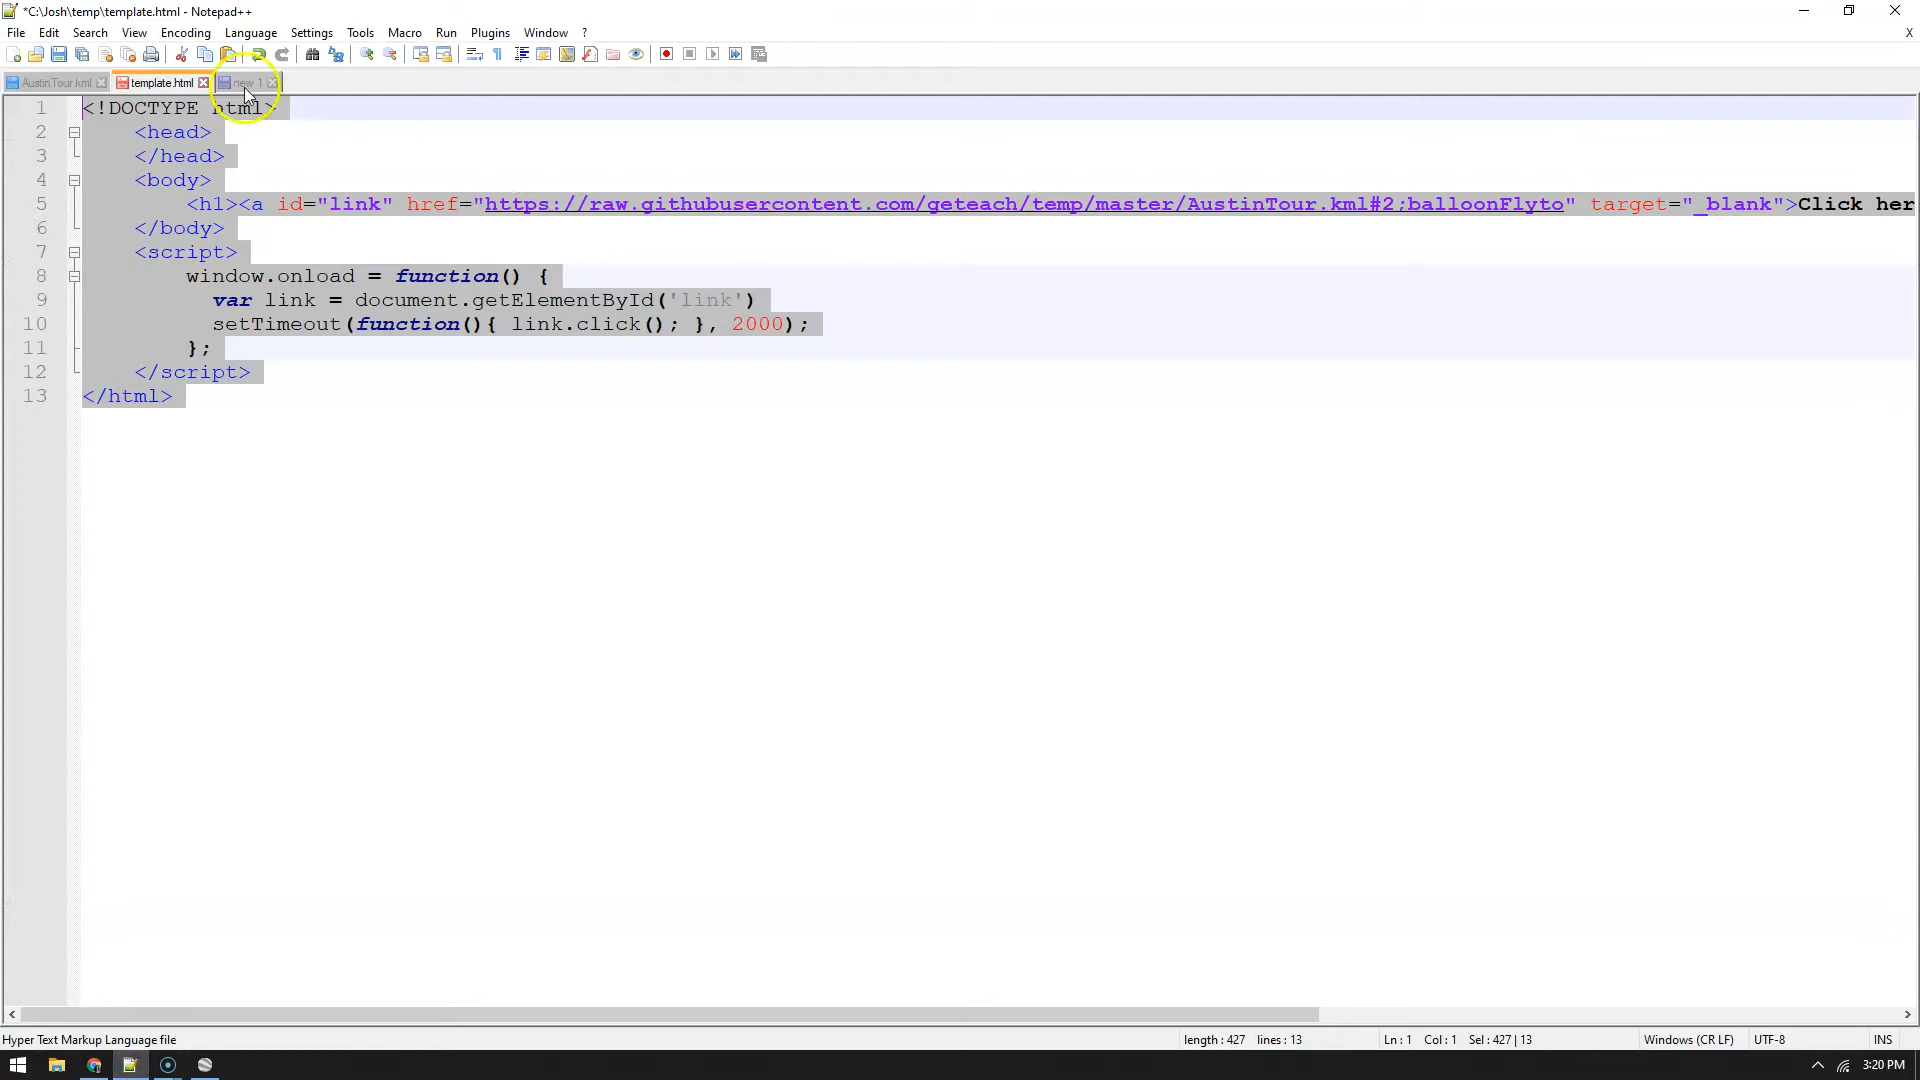 *C:\Josh\temp\template.html - Notepad++
File Edit Search View Encoding Language Settings Tools Macro Run Plugins Window ? X
AustinTour.kml template.html new 1
1 <!DOCTYPE html>
2 <head>
3 </head>
4 <body>
5 <h1><a id="link" href="https://raw.githubusercontent.com/geteach/temp/master/AustinTour.kml#2;balloonFlyto" target="_blank">Click her
6 </body>
7 <script>
8 window.onload = function() {
9 var link = document.getElementById('link')
10 setTimeout(function(){ link.click(); }, 2000);
11 };
12 </script>
13 </html>
Hyper Text Markup Language file length : 427 lines : 13 Ln : 1 Col : 1 Sel : 427 | 13 Windows (CR LF) UTF-8 INS
3:20 PM